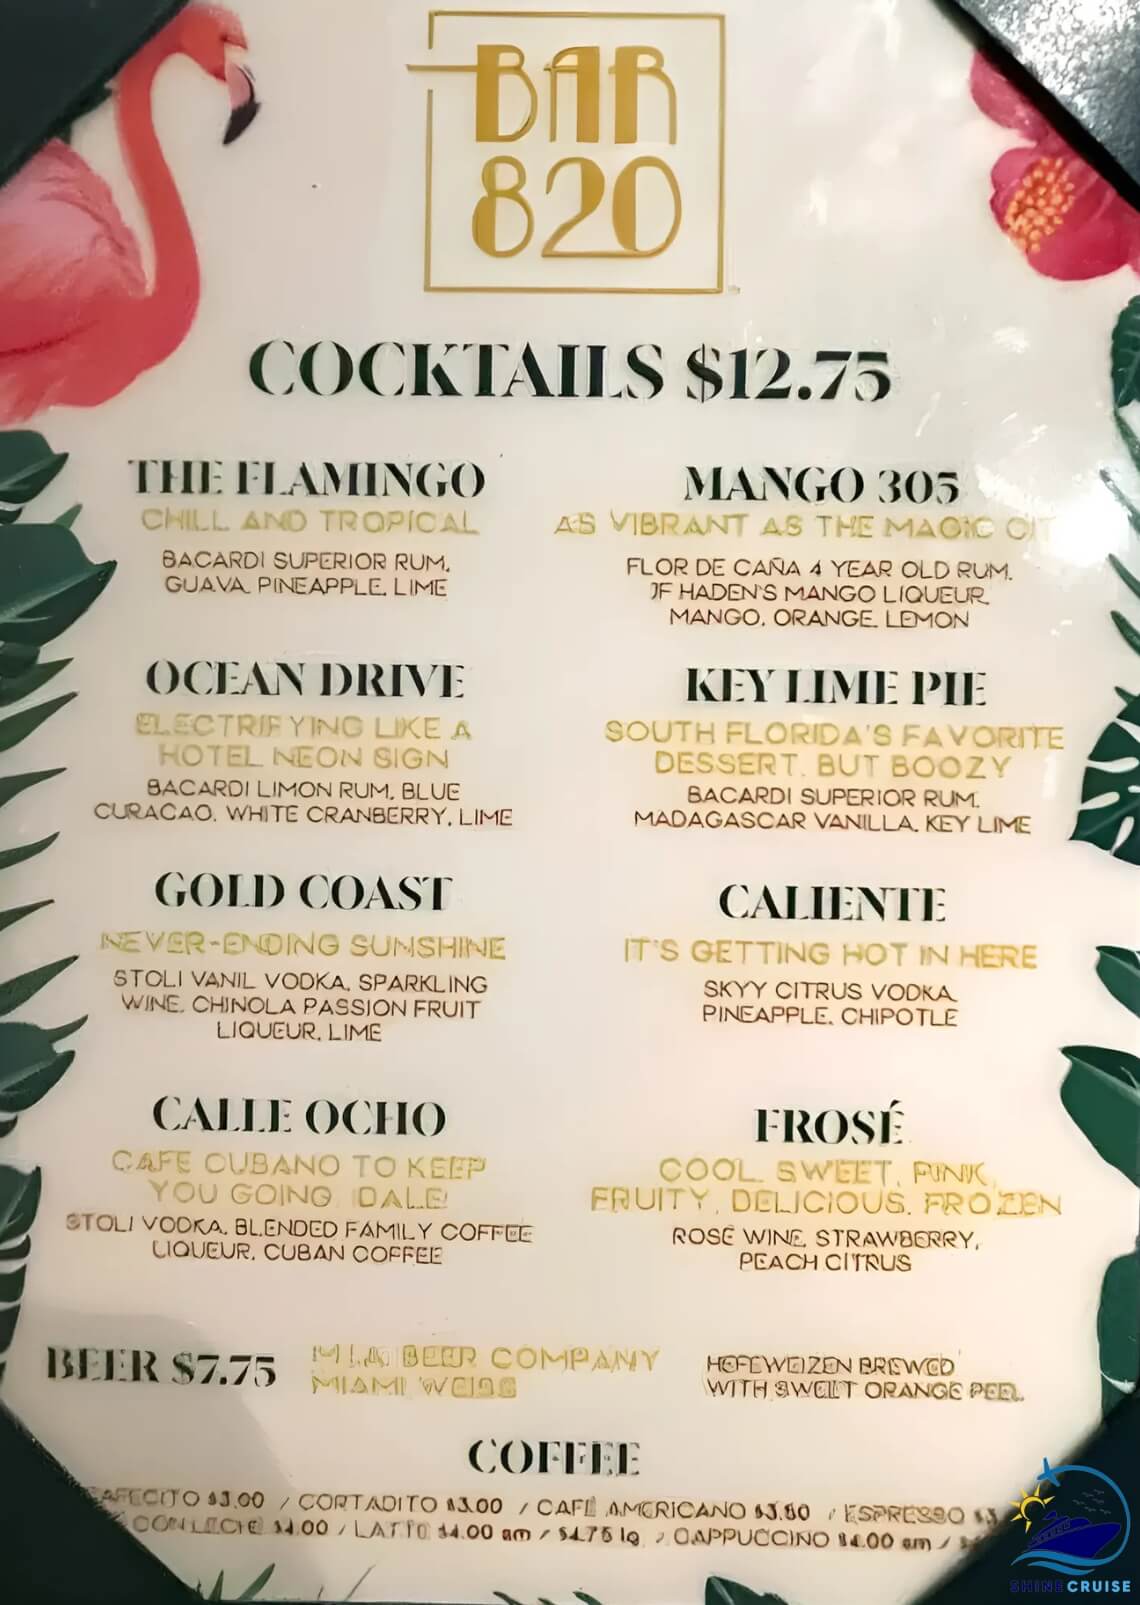 BAR
820
COCKTAILS $12.75
THE FLAMINGO
CHILL AND TROPICAL
BACARDI SUPERIOR RUM,
GUAVA, PINEAPPLE, LIME
MANGO 305
AS VIBRANT AS THE MAGIC
FLOR DE CAÑA 4 YEAR OLD RUM,
JF HADEN'S MANGO LIQUEUR,
MANGO, ORANGE, LEMON
OCEAN DRIVE
ELECTRIFYING LIKE A
HOTEL NEON SIGN
BACARDI LIMON RUM, BLUE
CURACAO, WHITE CRANBERRY, LIME
KEY LIME PIE
SOUTH FLORIDA'S FAVORITE
DESSERT, BUT BOOZY
BACARDI SUPERIOR RUM,
MADAGASCAR VANILLA, KEY LIME
GOLD COAST
NEVER-ENDING SUNSHINE
STOLI VANIL VODKA, SPARKLING
WINE, CHINOLA PASSION FRUIT
LIQUEUR, LIME
CALIENTE
IT'S GETTING HOT IN HERE
SKYY CITRUS VODKA,
PINEAPPLE, CHIPOTLE
CALLE OCHO
CAFE CUBANO TO KEEP
YOU GOING, DALE!
STOLI VODKA, BLENDED FAMILY COFFEE
LIQUEUR, CUBAN COFFEE
FROSÉ
COOL, SWEET, PINK,
FRUITY, DELICIOUS, FROZEN
ROSE WINE, STRAWBERRY,
PEACH CITRUS
BEER $7.75
BEER COMPANY
MIAMI WEISS
HEFEWEIZEN BREWED
WITH SWEET ORANGE PEEL
COFFEE
CAFECITO $3.00 / CORTADITO $3.00 / CAFE AMERICANO $3.50 / ESPRESSO
CON LECHE $4.00 / LATTE $4.00 sm / $4.75 lg / CAPPUCCINO $4.00 sm /
SHINE CRUISE